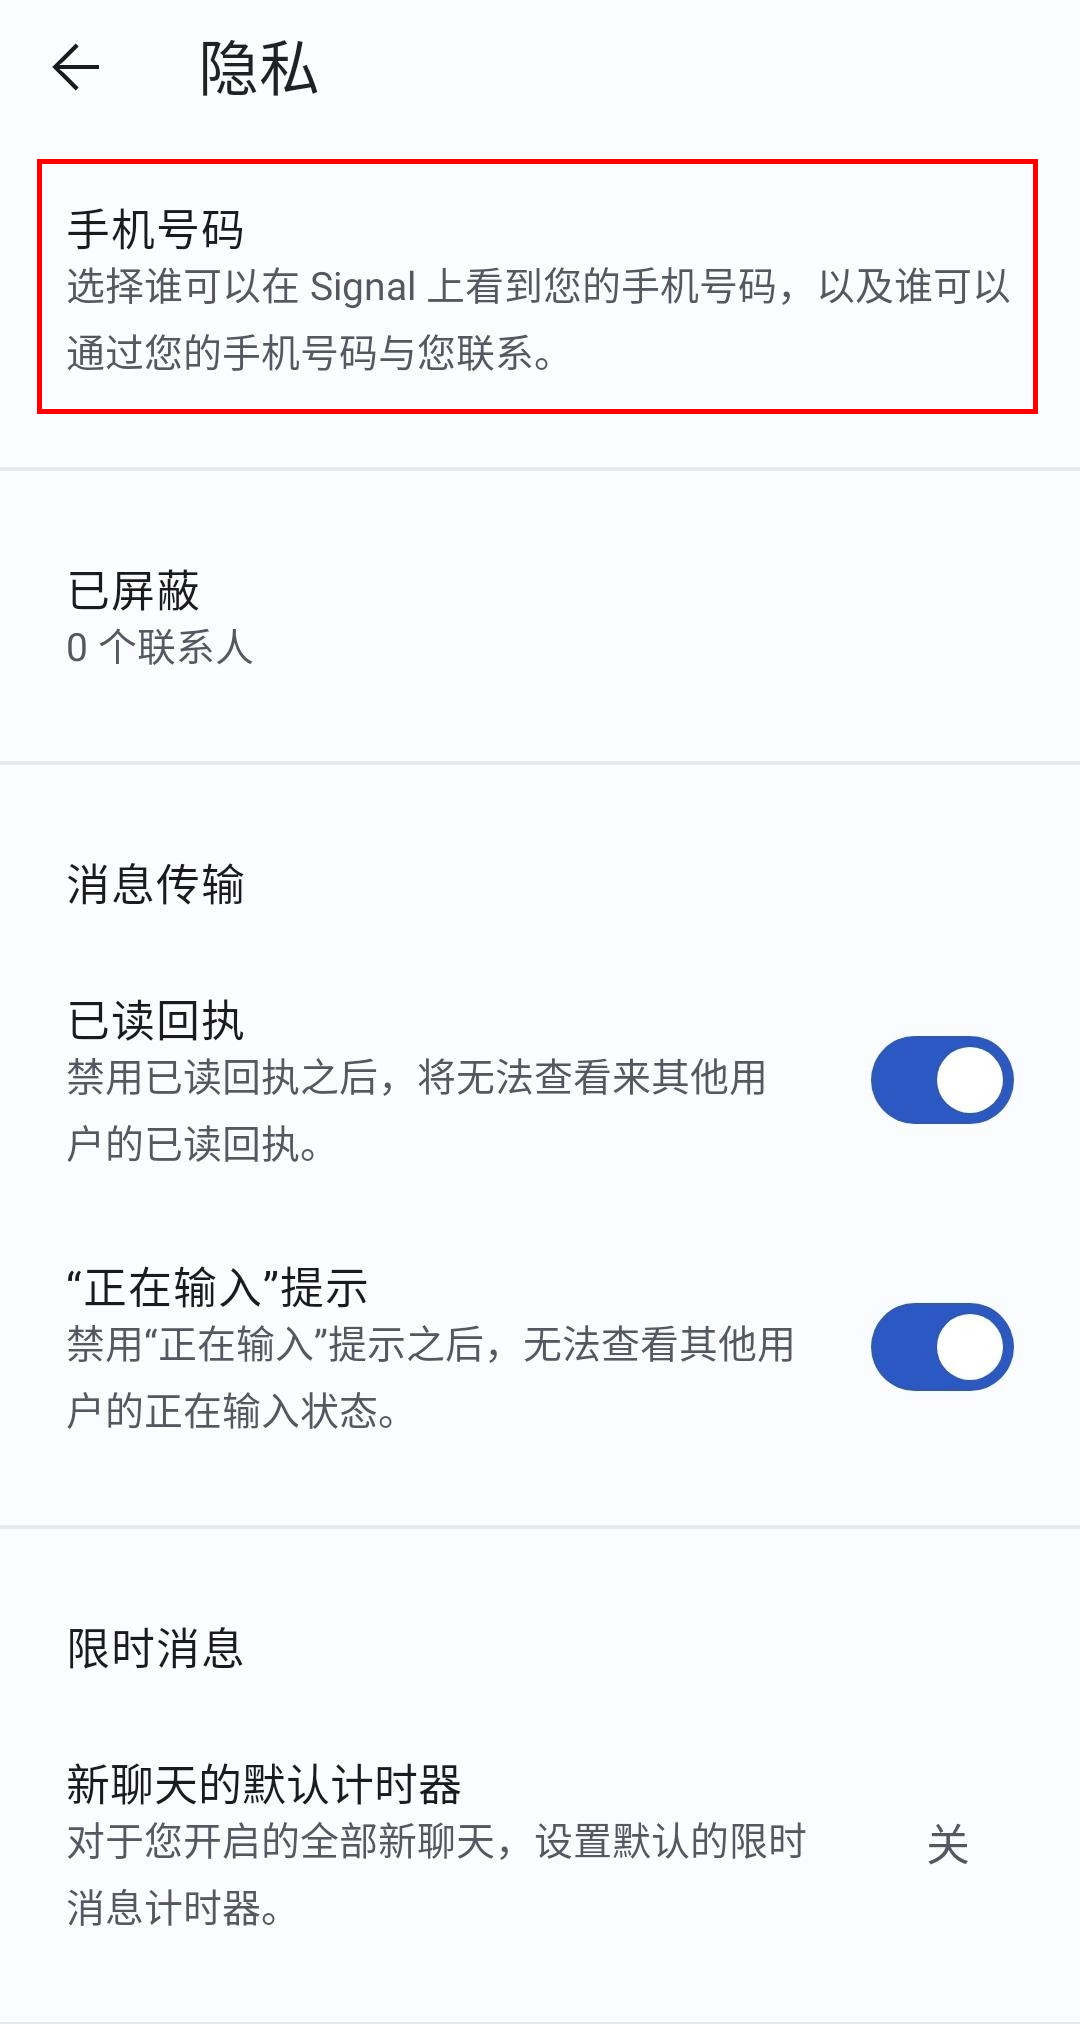 隐私
手机号码
选择谁可以在 Signal 上看到您的手机号码，以及谁可以
通过您的手机号码与您联系。
已屏蔽
0 个联系人
消息传输
已读回执
禁用已读回执之后，将无法查看来其他用
户的已读回执。
“正在输入”提示
禁用“正在输入”提示之后，无法查看其他用
户的正在输入状态。
限时消息
新聊天的默认计时器
对于您开启的全部新聊天，设置默认的限时
消息计时器。
关